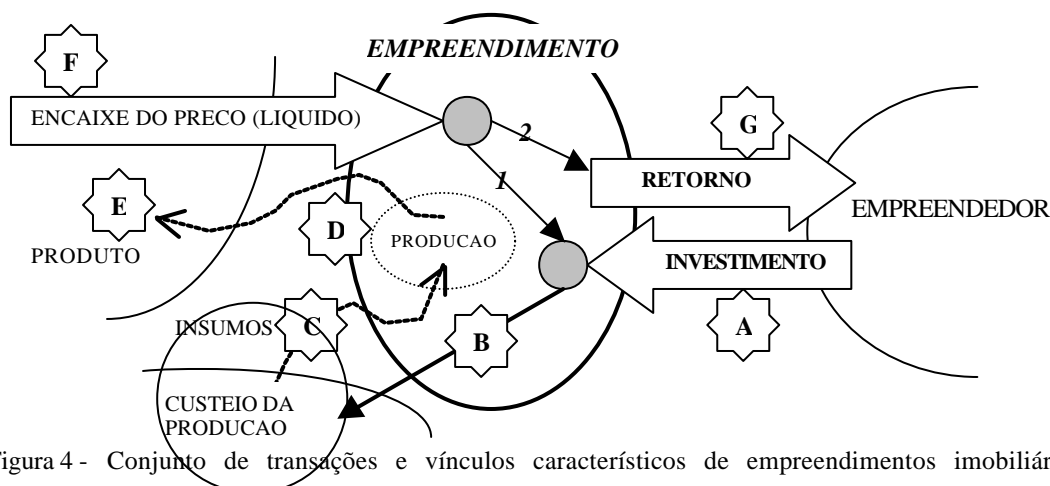 EMPREENDIMENTO
F
ENCAIXE DO PRECO (LIQUIDO)
2
G
1
RETORNO
E
D
PRODUCAO
EMPREENDEDOR
PRODUTO
INVESTIMENTO
INSUMOS
C
B
A
CUSTEIO DA
PRODUCAO
igura 4 - Conjunto de transações e vínculos característicos de empreendimentos imobiliár